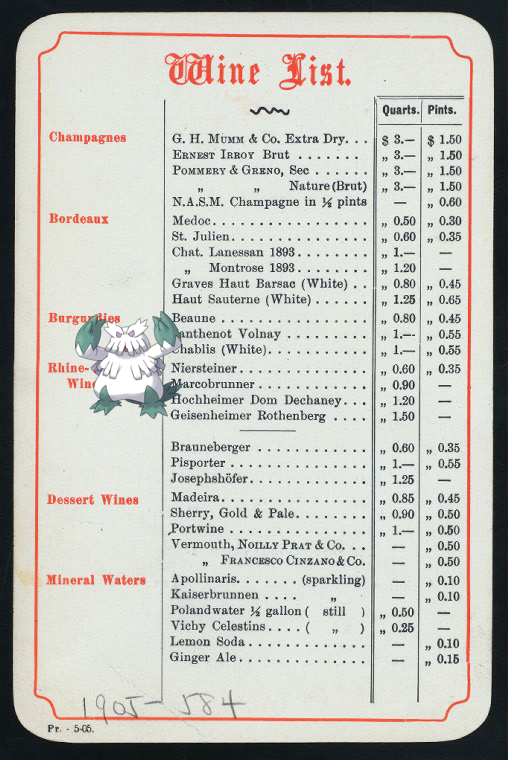 Wine List.
Quarts. Pints.
Champagnes
G. H. Mumm & Co. Extra Dry. . . $ 3.— $ 1.50
Ernest Irroy Brut . . . . . . . „ 3.— „ 1.50
Pommery & Greno, Sec . . . . . . „ 3.— „ 1.50
„ „ Nature (Brut) „ 3.— „ 1.50
N.A.S.M. Champagne in ½ pints — „ 0.60
Bordeaux
Medoc. . . . . . . . . . . . . . . . „ 0.50 „ 0.30
St. Julien. . . . . . . . . . . . . . „ 0.60 „ 0.35
Chat. Lanessan 1893. . . . . . . . „ 1.— —
„ Montrose 1893. . . . . . . . „ 1.20 —
Graves Haut Barsac (White) . . „ 0.80 „ 0.45
Haut Sauterne (White) . . . . . . „ 1.25 „ 0.65
Burgundies
Beaune . . . . . . . . . . . . . . . „ 0.80 „ 0.45
Volnay . . . . . . . . . „ 1.— „ 0.55
Chablis (White). . . . . . . . . . „ 1.— „ 0.55
Rhine-
Niersteiner. . . . . . . . . . . . . „ 0.60 „ 0.35
Marcobrunner . . . . . . . . . . . „ 0.90 —
Hochheimer Dom Dechaney. . . „ 1.20 —
Geisenheimer Rothenberg . . . . „ 1.50 —
Brauneberger . . . . . . . . . . . „ 0.60 „ 0.35
Pisporter . . . . . . . . . . . . . . „ 1.— „ 0.55
Josephshöfer. . . . . . . . . . . . „ 1.25 —
Dessert Wines
Madeira. . . . . . . . . . . . . . . „ 0.85 „ 0.45
Sherry, Gold & Pale. . . . . . . . „ 0.90 „ 0.50
Portwine . . . . . . . . . . . . . . „ 1.— „ 0.50
Vermouth, Noilly Prat & Co. . . — „ 0.50
„ Francesco Cinzano & Co. — „ 0.50
Mineral Waters
Apollinaris. . . . . . . (sparkling) — „ 0.10
Kaiserbrunnen . . . . „ — „ 0.10
Polandwater ½ gallon ( still ) „ 0.50 —
Vichy Celestins . . . . ( „ ) „ 0.25 —
Lemon Soda . . . . . . . . . . . . — „ 0.10
Ginger Ale . . . . . . . . . . . . . — „ 0.15
1905-584
Pr. - 5-05.